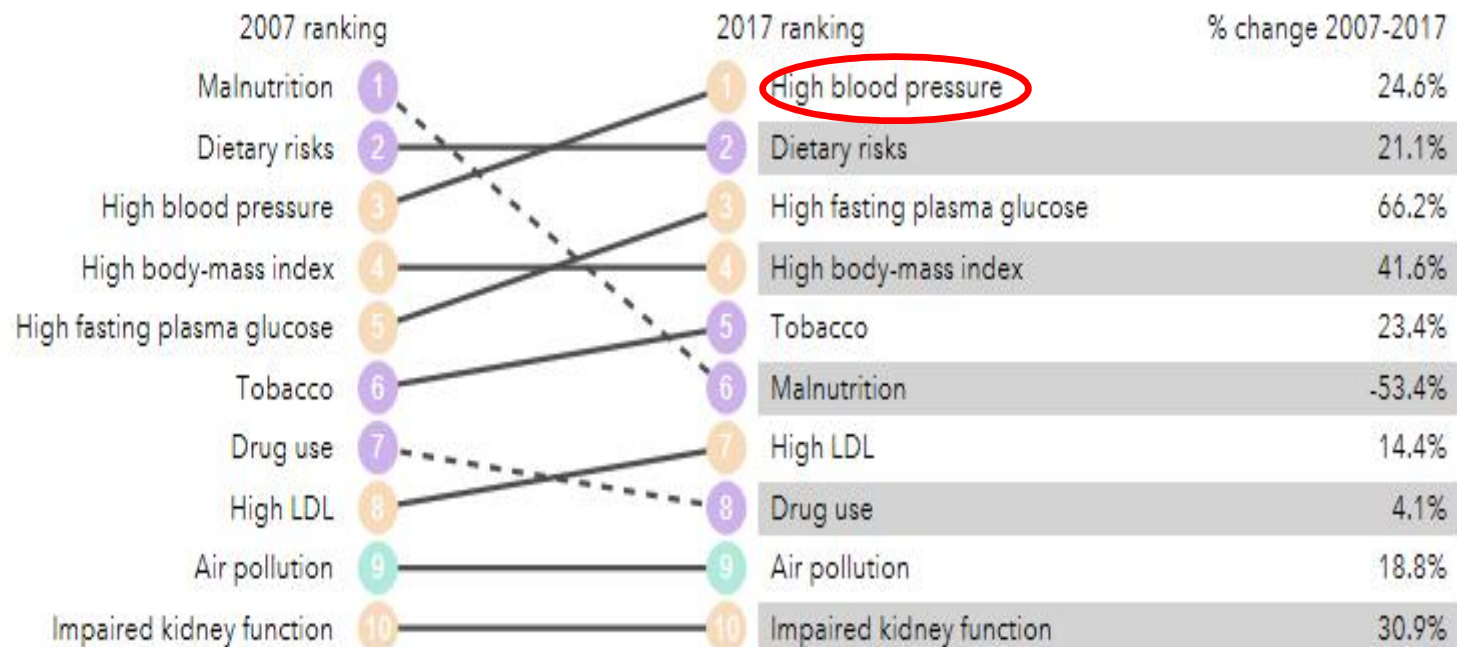 2007 ranking 2017 ranking % change 2007-2017
Malnutrition 1 1 High blood pressure 24.6%
Dietary risks 2 2 Dietary risks 21.1%
High blood pressure 3 3 High fasting plasma glucose 66.2%
High body-mass index 4 4 High body-mass index 41.6%
High fasting plasma glucose 5 5 Tobacco 23.4%
Tobacco 6 6 Malnutrition -53.4%
Drug use 7 7 High LDL 14.4%
High LDL 8 8 Drug use 4.1%
Air pollution 9 9 Air pollution 18.8%
Impaired kidney function 10 10 Impaired kidney function 30.9%